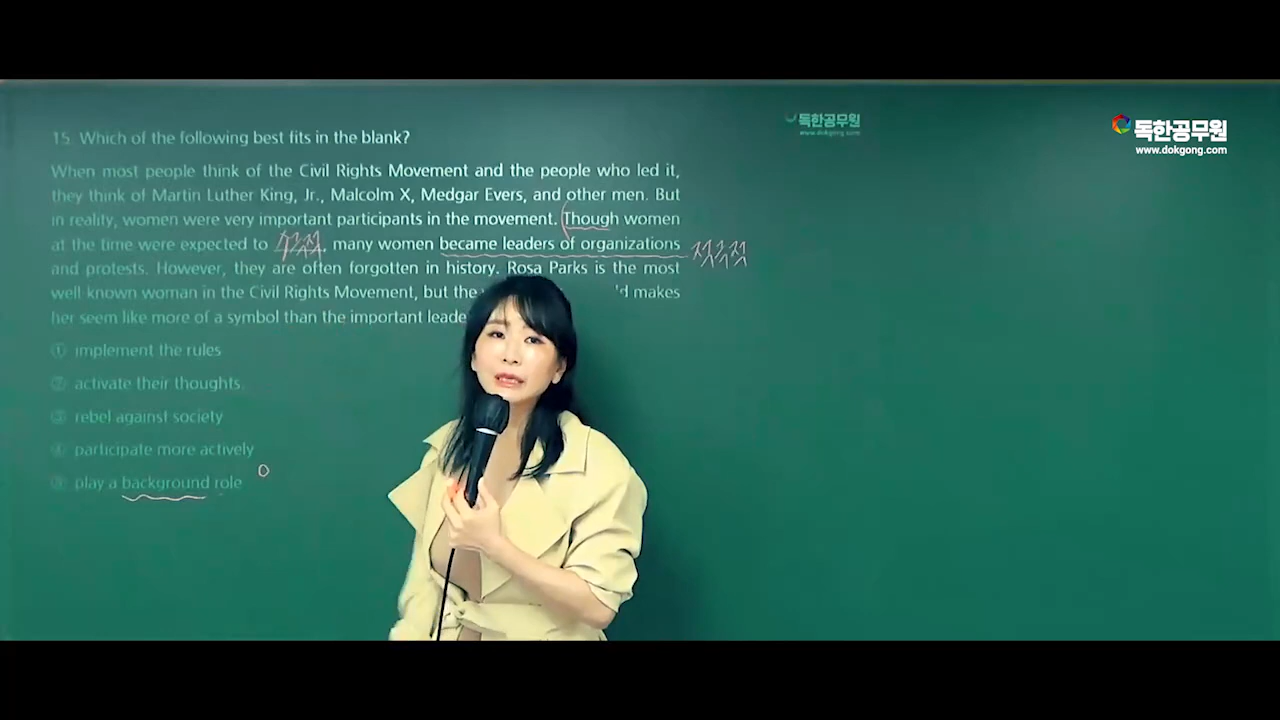 독한공무원
www.dokgong.com
독한공무원
www.dokgong.com
15. Which of the following best fits in the blank?
When most people think of the Civil Rights Movement and the people who led it,
they think of Martin Luther King, Jr., Malcolm X, Medgar Evers, and other men. But
in reality, women were very important participants in the movement. Though women
at the time were expected to , many women became leaders of organizations 적극적
and protests. However, they are often forgotten in history. Rosa Parks is the most
well known woman in the Civil Rights Movement, but the makes
her seem like more of a symbol than the important
① implement the rules
② activate their thoughts.
③ rebel against society
④ participate more actively
⑤ play a background role